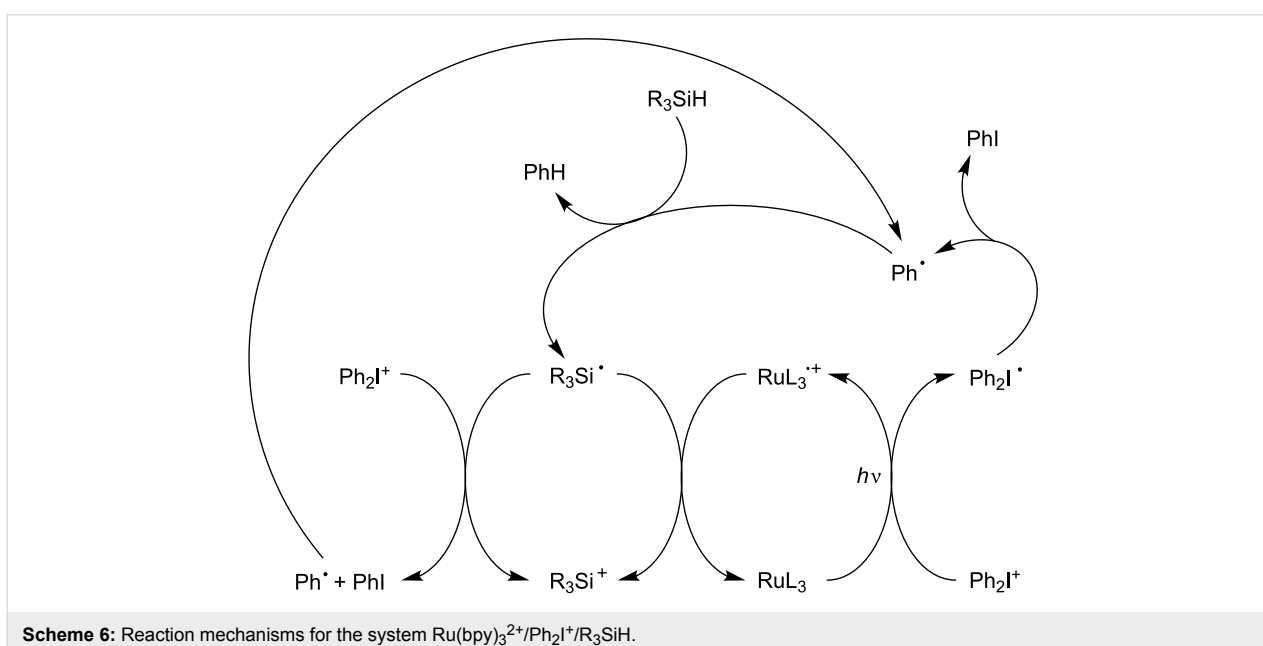 R₃SiH
PhI
PhH
Ph•
Ph₂I⁺
R₃Si•
RuL₃•⁺
Ph₂I•
hν
Ph• + PhI
R₃Si⁺
RuL₃
Ph₂I⁺
Scheme 6: Reaction mechanisms for the system Ru(bpy)₃²⁺/Ph₂I⁺/R₃SiH.